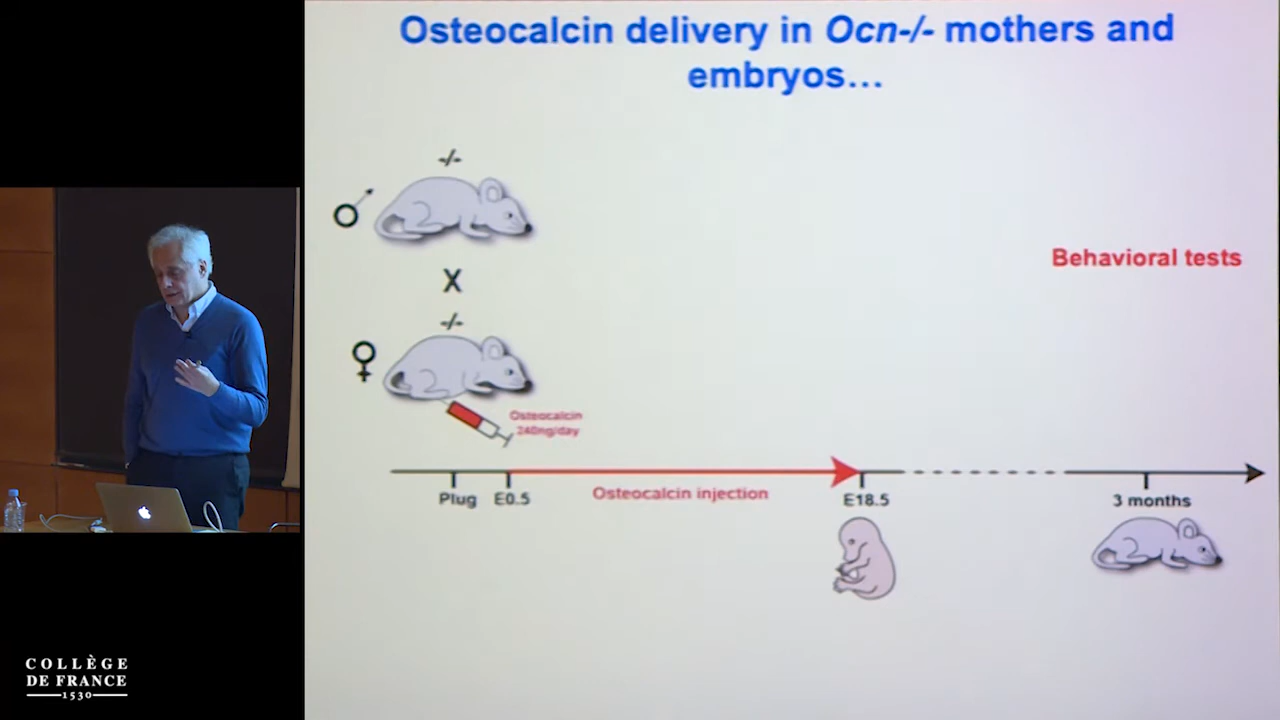 Osteocalcin delivery in Ocn-/- mothers and
embryos...
-/-
X
-/-
Osteocalcin
240ng/day
Plug
E0.5
Osteocalcin injection
E18.5
3 months
Behavioral tests
COLLÈGE
DE FRANCE
1530